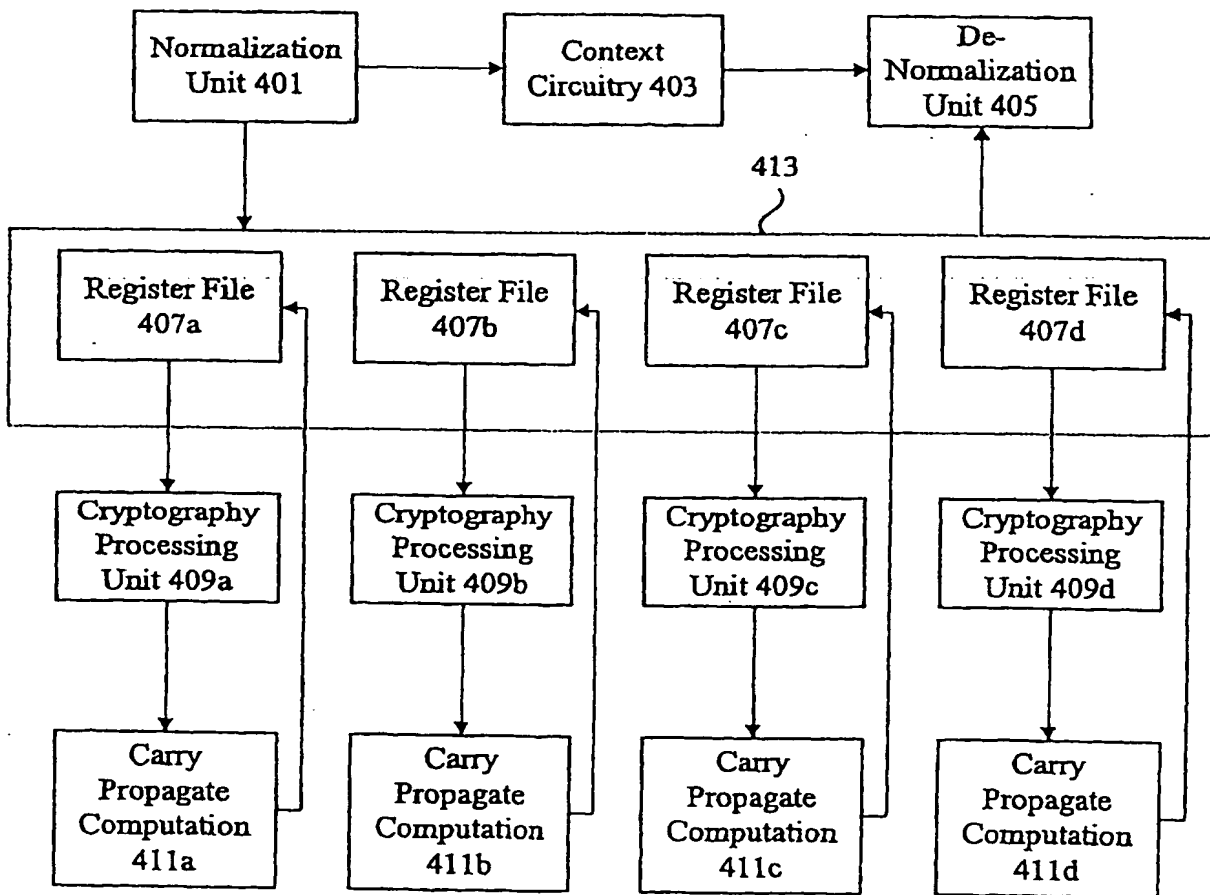 Normalization
Unit 401
Context
Circuitry 403
De-
Normalization
Unit 405
413
Register File
407a
Register File
407b
Register File
407c
Register File
407d
Cryptography
Processing
Unit 409a
Cryptography
Processing
Unit 409b
Cryptography
Processing
Unit 409c
Cryptography
Processing
Unit 409d
Carry
Propagate
Computation
411a
Carry
Propagate
Computation
411b
Carry
Propagate
Computation
411c
Carry
Propagate
Computation
411d